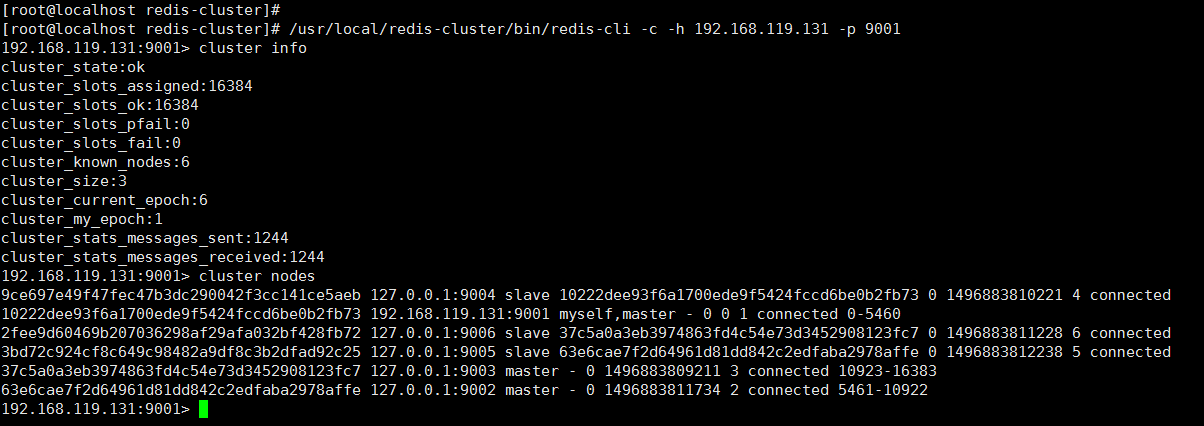 [root@localhost redis-cluster]#
[root@localhost redis-cluster]# /usr/local/redis-cluster/bin/redis-cli -c -h 192.168.119.131 -p 9001
192.168.119.131:9001> cluster info
cluster_state:ok
cluster_slots_assigned:16384
cluster_slots_ok:16384
cluster_slots_pfail:0
cluster_slots_fail:0
cluster_known_nodes:6
cluster_size:3
cluster_current_epoch:6
cluster_my_epoch:1
cluster_stats_messages_sent:1244
cluster_stats_messages_received:1244
192.168.119.131:9001> cluster nodes
9ce697e49f47fec47b3dc290042f3cc141ce5aeb 127.0.0.1:9004 slave 10222dee93f6a1700ede9f5424fccd6be0b2fb73 0 1496883810221 4 connected
10222dee93f6a1700ede9f5424fccd6be0b2fb73 192.168.119.131:9001 myself,master - 0 0 1 connected 0-5460
2fee9d60469b207036298af29afa032bf428fb72 127.0.0.1:9006 slave 37c5a0a3eb3974863fd4c54e73d3452908123fc7 0 1496883811228 6 connected
3bd72c924cf8c649c98482a9df8c3b2dfad92c25 127.0.0.1:9005 slave 63e6cae7f2d64961d81dd842c2edfaba2978affe 0 1496883812238 5 connected
37c5a0a3eb3974863fd4c54e73d3452908123fc7 127.0.0.1:9003 master - 0 1496883809211 3 connected 10923-16383
63e6cae7f2d64961d81dd842c2edfaba2978affe 127.0.0.1:9002 master - 0 1496883811734 2 connected 5461-10922
192.168.119.131:9001>